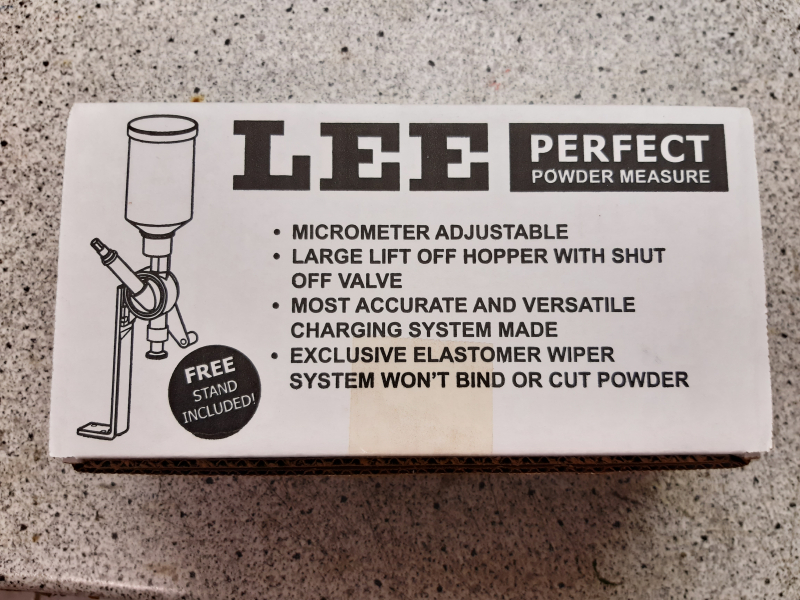 LEE
PERFECT
POWDER MEASURE
• MICROMETER ADJUSTABLE
• LARGE LIFT OFF HOPPER WITH SHUT
OFF VALVE
• MOST ACCURATE AND VERSATILE
CHARGING SYSTEM MADE
• EXCLUSIVE ELASTOMER WIPER
SYSTEM WON'T BIND OR CUT POWDER
FREE
STAND
INCLUDED!